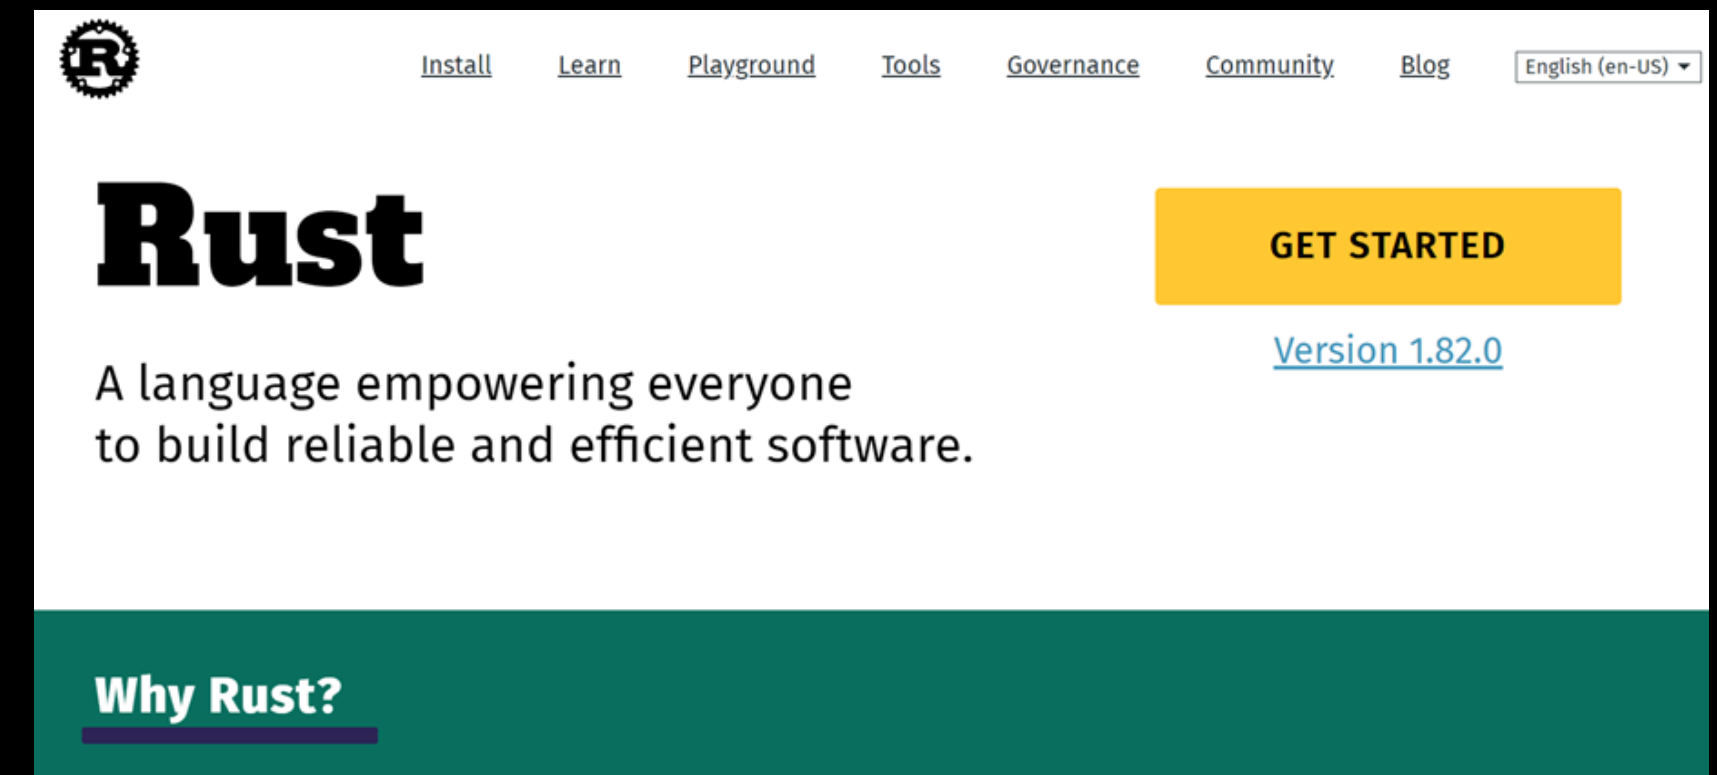 R
Install Learn Playground Tools Governance Community Blog English (en-US)
Rust
GET STARTED
Version 1.82.0
A language empowering everyone
to build reliable and efficient software.
Why Rust?